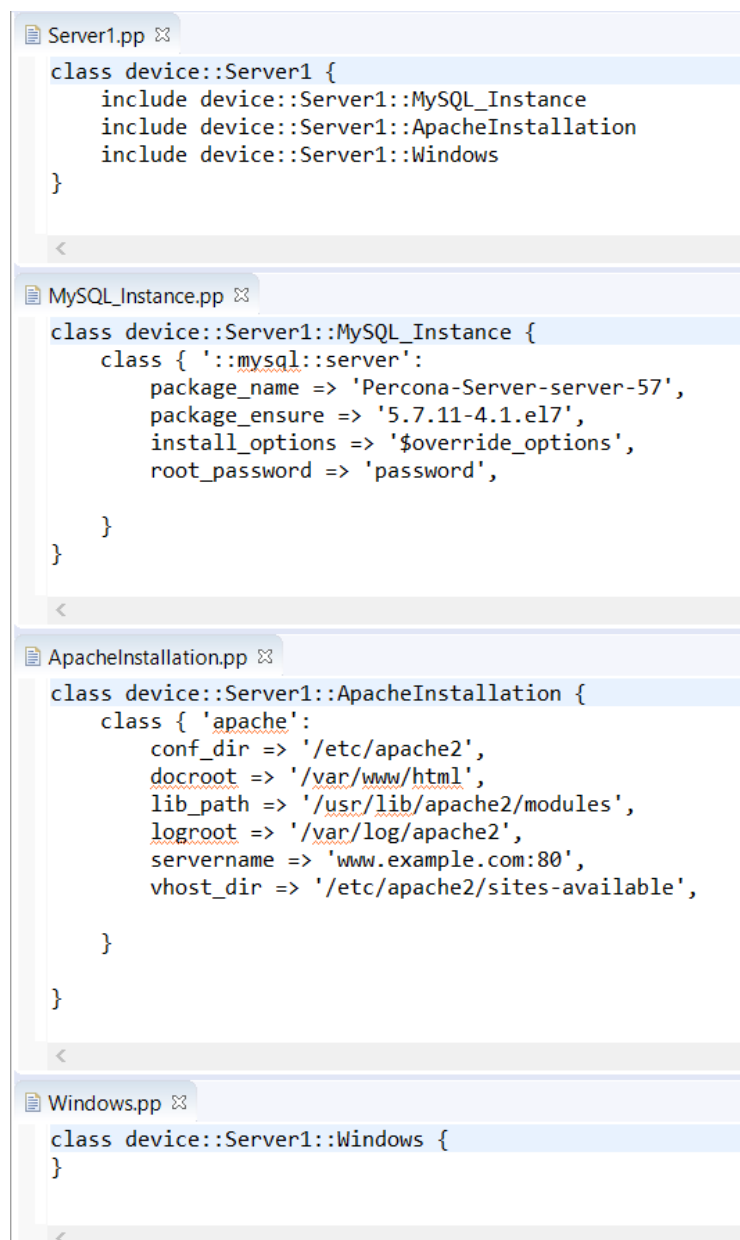 Server1.pp
class device::Server1 {
    include device::Server1::MySQL_Instance
    include device::Server1::ApacheInstallation
    include device::Server1::Windows
}
MySQL_Instance.pp
class device::Server1::MySQL_Instance {
    class { '::mysql::server':
        package_name => 'Percona-Server-server-57',
        package_ensure => '5.7.11-4.1.el7',
        install_options => '$override_options',
        root_password => 'password',
    }
}
ApacheInstallation.pp
class device::Server1::ApacheInstallation {
    class { 'apache':
        conf_dir => '/etc/apache2',
        docroot => '/var/www/html',
        lib_path => '/usr/lib/apache2/modules',
        logroot => '/var/log/apache2',
        servername => 'www.example.com:80',
        vhost_dir => '/etc/apache2/sites-available',
    }
}
Windows.pp
class device::Server1::Windows {
}